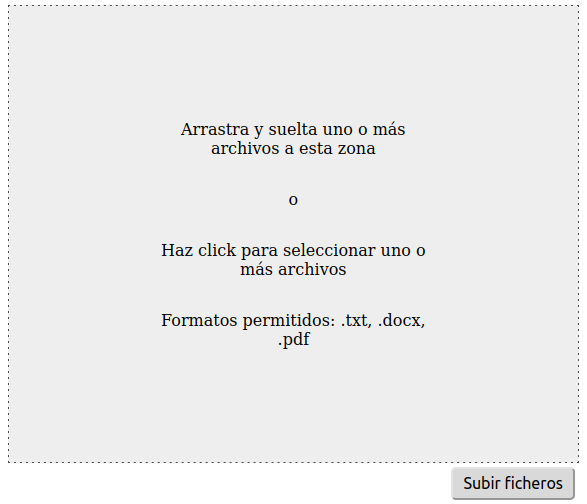 Arrastra y suelta uno o más
archivos a esta zona
o
Haz click para seleccionar uno o
más archivos
Formatos permitidos: .txt, .docx,
.pdf
Subir ficheros